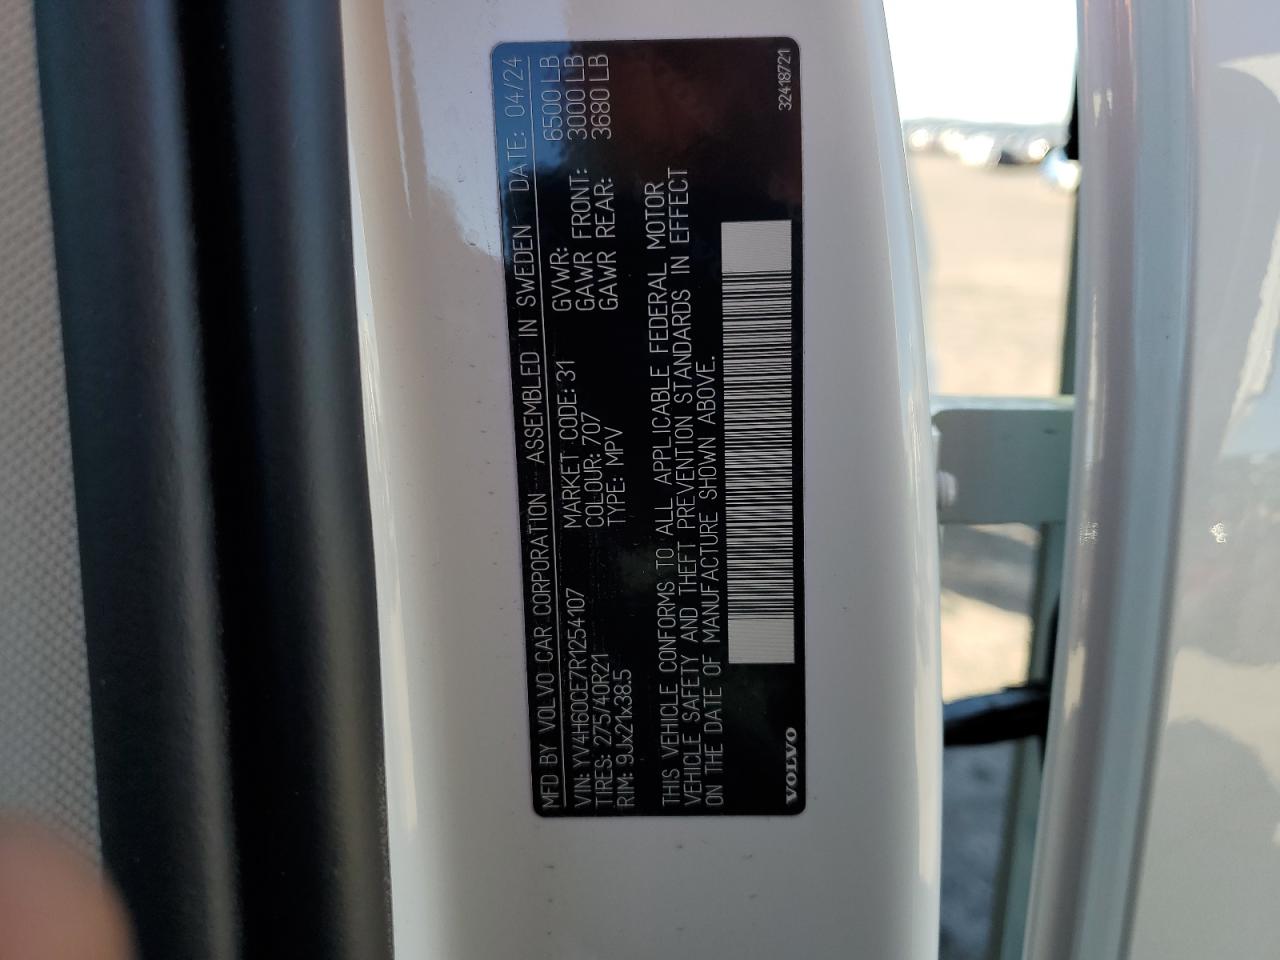 MFD BY VOLVO CAR CORPORATION ASSEMBLED IN SWEDEN DATE: 04/24
VIN: YV4H60CE7R1254107 MARKET CODE: 31 GVWR: 6500 LB
TIRES: 275/40R21 COLOUR: 707 GAWR FRONT: 3000 LB
RIM: 9Jx21x38.5 TYPE: MPV GAWR REAR: 3680 LB
THIS VEHICLE CONFORMS TO ALL APPLICABLE FEDERAL MOTOR
VEHICLE SAFETY AND THEFT PREVENTION STANDARDS IN EFFECT
ON THE DATE OF MANUFACTURE SHOWN ABOVE.
VOLVO 32418721